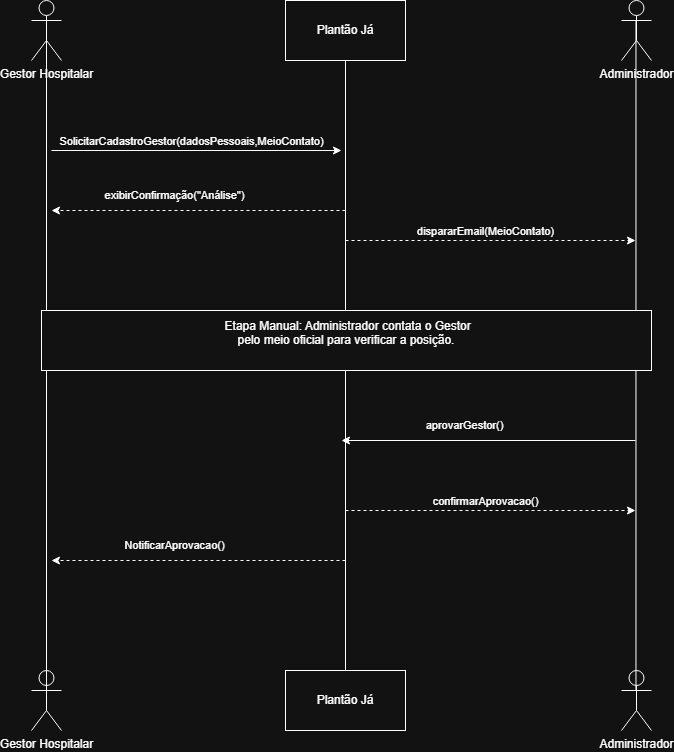 Plantão Já
Gestor Hospitalar
Administrador
SolicitarCadastroGestor(dadosPessoais,MeioContato)
exibirConfirmação("Análise")
dispararEmail(MeioContato)
Etapa Manual: Administrador contata o Gestor
pelo meio oficial para verificar a posição.
aprovarGestor()
confirmarAprovacao()
NotificarAprovacao()
Plantão Já
Gestor Hospitalar
Administrador